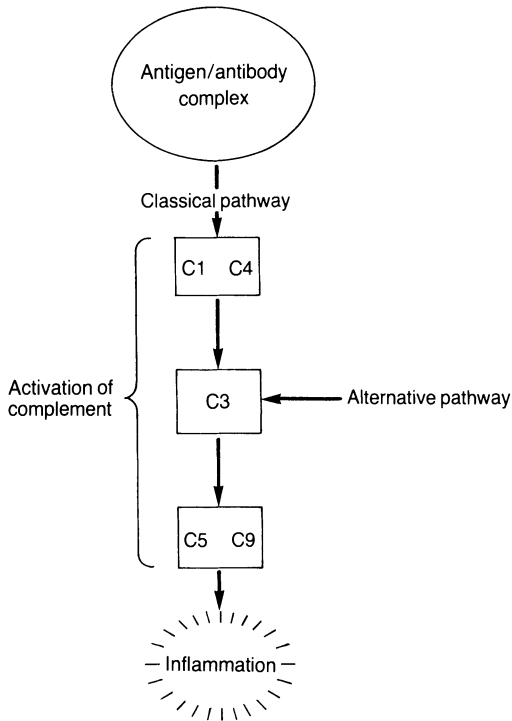 Antigen/antibody
complex
Classical pathway
C1 C4
Activation of
complement
C3
Alternative pathway
C5 C9
Inflammation